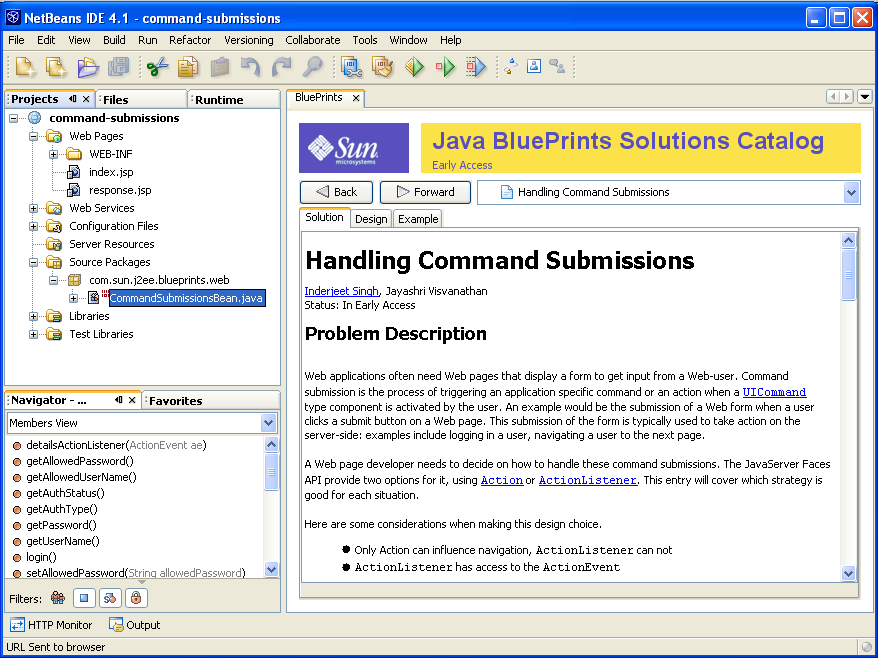 NetBeans IDE 4.1 - command-submissions
File Edit View Build Run Refactor Versioning Collaborate Tools Window Help
Projects Files Runtime
command-submissions
Web Pages
WEB-INF
index.jsp
response.jsp
Web Services
Configuration Files
Server Resources
Source Packages
com.sun.j2ee.blueprints.web
CommandSubmissionsBean.java
Libraries
Test Libraries
Navigator - ... Favorites
Members View
detailsActionListener(ActionEvent ae)
getAllowedPassword()
getAllowedUserName()
getAuthStatus()
getAuthType()
getPassword()
getUserName()
login()
setAllowedPassword(String allowedPassword)
Filters:
BluePrints
Sun
microsystems
Java BluePrints Solutions Catalog
Early Access
Back Forward Handling Command Submissions
Solution Design Example
Handling Command Submissions
Inderjeet Singh, Jayashri Visvanathan
Status: In Early Access
Problem Description
Web applications often need Web pages that display a form to get input from a Web-user. Command
submission is the process of triggering an application specific command or an action when a UICommand
type component is activated by the user. An example would be the submission of a Web form when a user
clicks a submit button on a Web page. This submission of the form is typically used to take action on the
server-side: examples include logging in a user, navigating a user to the next page.
A Web page developer needs to decide on how to handle these command submissions. The JavaServer Faces
API provide two options for it, using Action or ActionListener. This entry will cover which strategy is
good for each situation.
Here are some considerations when making this design choice.
Only Action can influence navigation, ActionListener can not
ActionListener has access to the ActionEvent
HTTP Monitor Output
URL Sent to browser